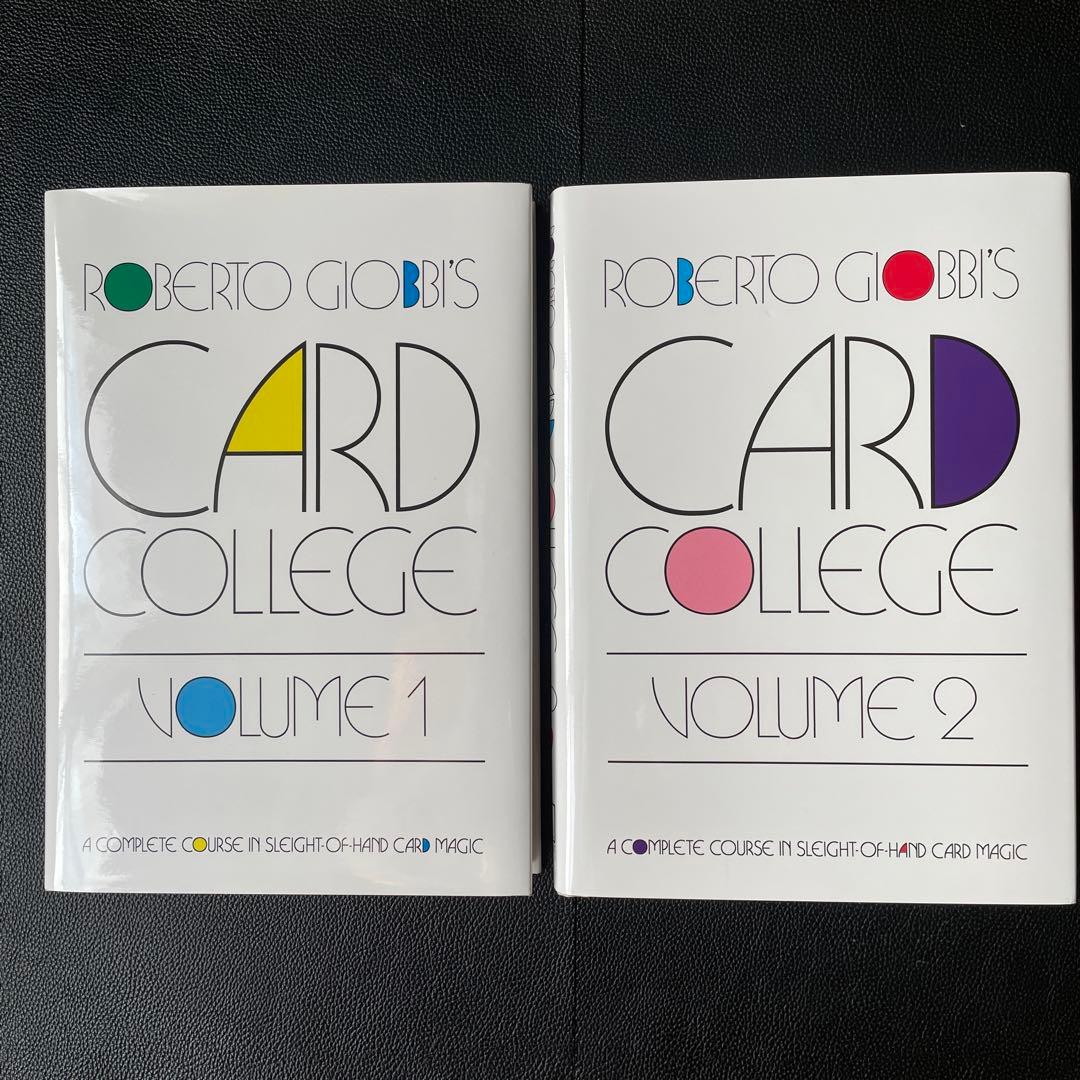 ROBERTO GIOBBI'S
CARD
COLLEGE
VOLUME 1
A COMPLETE COURSE IN SLEIGHT-OF-HAND CARD MAGIC
ROBERTO GIOBBI'S
CARD
COLLEGE
VOLUME 2
A COMPLETE COURSE IN SLEIGHT-OF-HAND CARD MAGIC